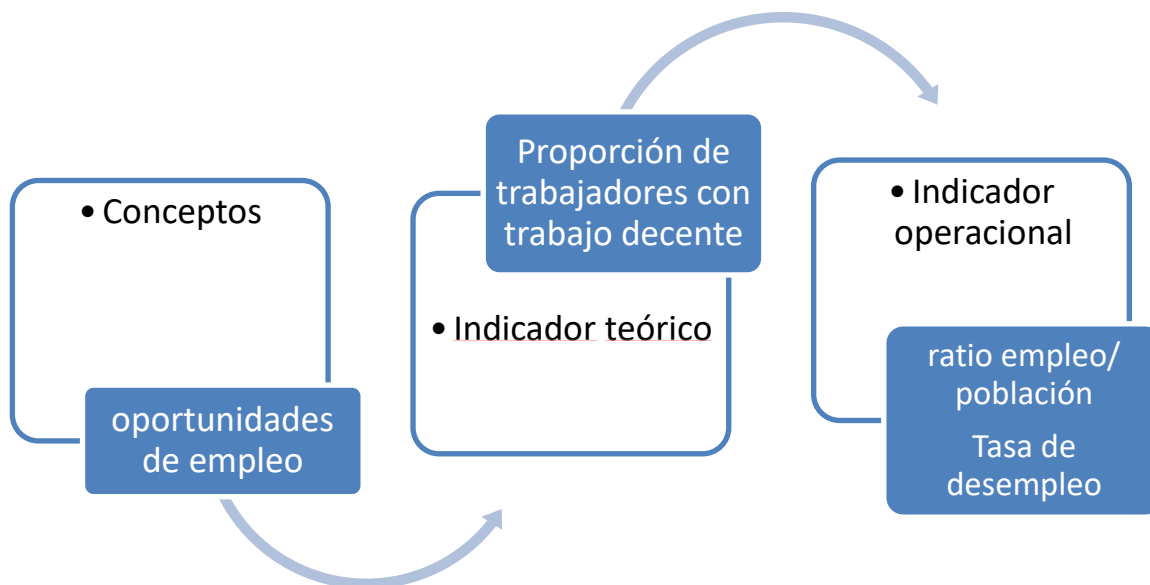 • Conceptos
oportunidades
de empleo
Proporción de
trabajadores con
trabajo decente
• Indicador teórico
• Indicador
operacional
ratio empleo/
población
Tasa de
desempleo